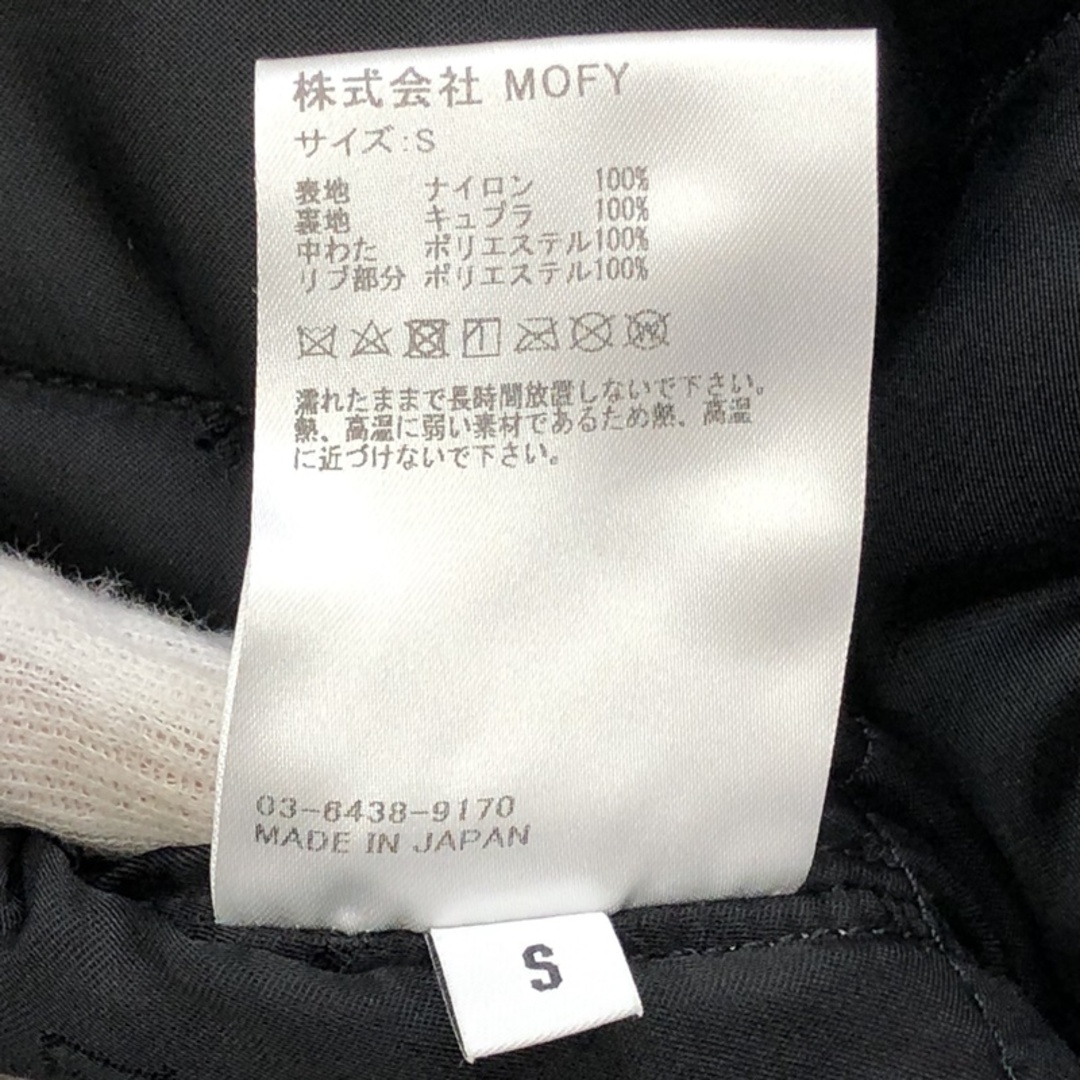 株式会社 MOFY
サイズ:S
表地 ナイロン 100%
裏地 キュプラ 100%
中わた ポリエステル100%
リブ部分 ポリエステル100%
濡れたままで長時間放置しないで下さい。
熱、高温に弱い素材であるため熱、高温
に近づけないで下さい。
03-6438-9170
MADE IN JAPAN
S